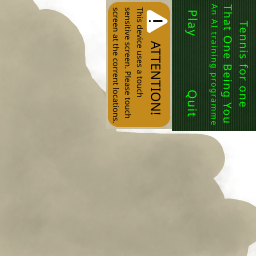 Tennis for one
That One Being You
An AI training programme
Play Quit
ATTENTION!
This device uses a touch
sensitive screen. Please touch
screen at the corrent locations.